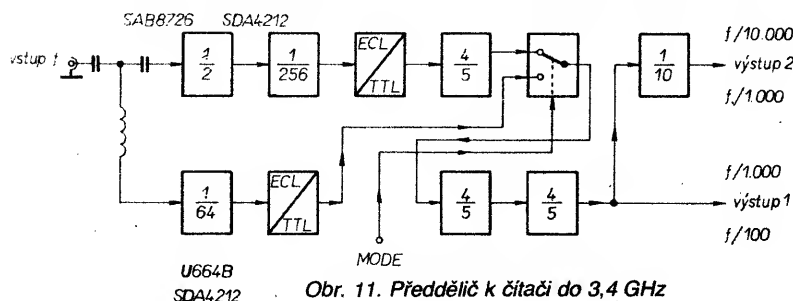 SAB8726 SDA4212
vstup f
1/2
1/256
ECL/TTL
4/5
1/10
f/10.000
výstup 2
f/1.000
1/64
ECL/TTL
4/5
4/5
f/1.000
výstup 1
f/100
MODE
U664B
SDA4212
Obr. 11. Předdělič k čítači do 3,4 GHz